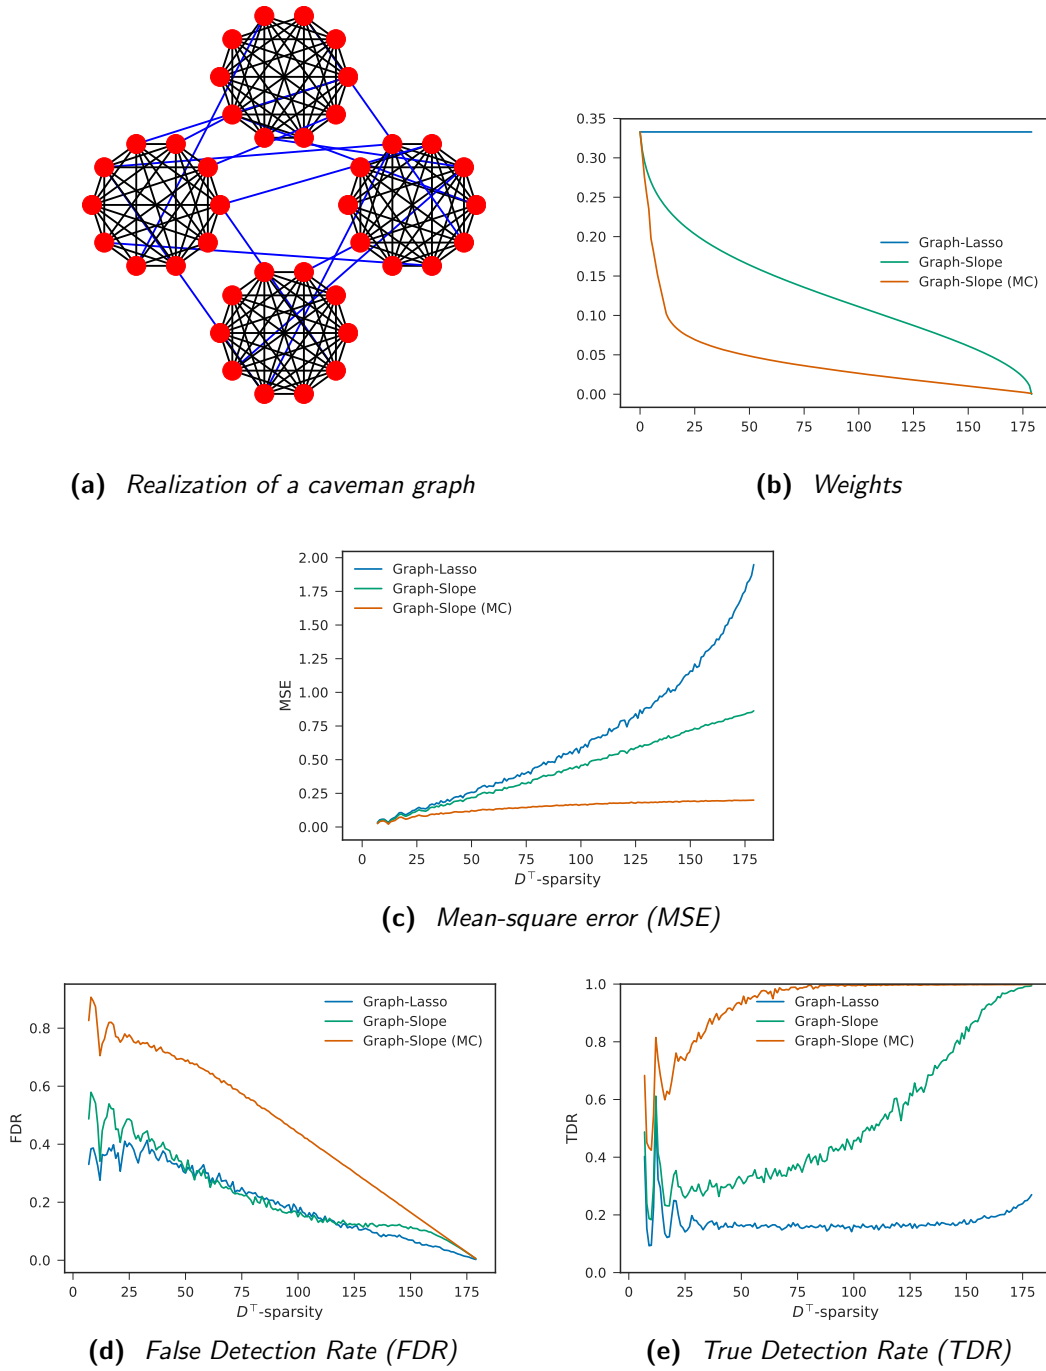 0.35
0.30
0.25
0.20
0.15
0.10
0.05
0.00
Graph-Lasso
Graph-Slope
Graph-Slope (MC)
0 25 50 75 100 125 150 175
(a) Realization of a caveman graph
(b) Weights
2.00
1.75
1.50
1.25
1.00
0.75
0.50
0.25
0.00
MSE
Graph-Lasso
Graph-Slope
Graph-Slope (MC)
0 25 50 75 100 125 150 175
D⊤-sparsity
(c) Mean-square error (MSE)
0.8
0.6
0.4
0.2
0.0
FDR
Graph-Lasso
Graph-Slope
Graph-Slope (MC)
0 25 50 75 100 125 150 175
D⊤-sparsity
(d) False Detection Rate (FDR)
1.0
0.8
0.6
0.4
0.2
0.0
TDR
Graph-Lasso
Graph-Slope
Graph-Slope (MC)
0 25 50 75 100 125 150 175
D⊤-sparsity
(e) True Detection Rate (TDR)